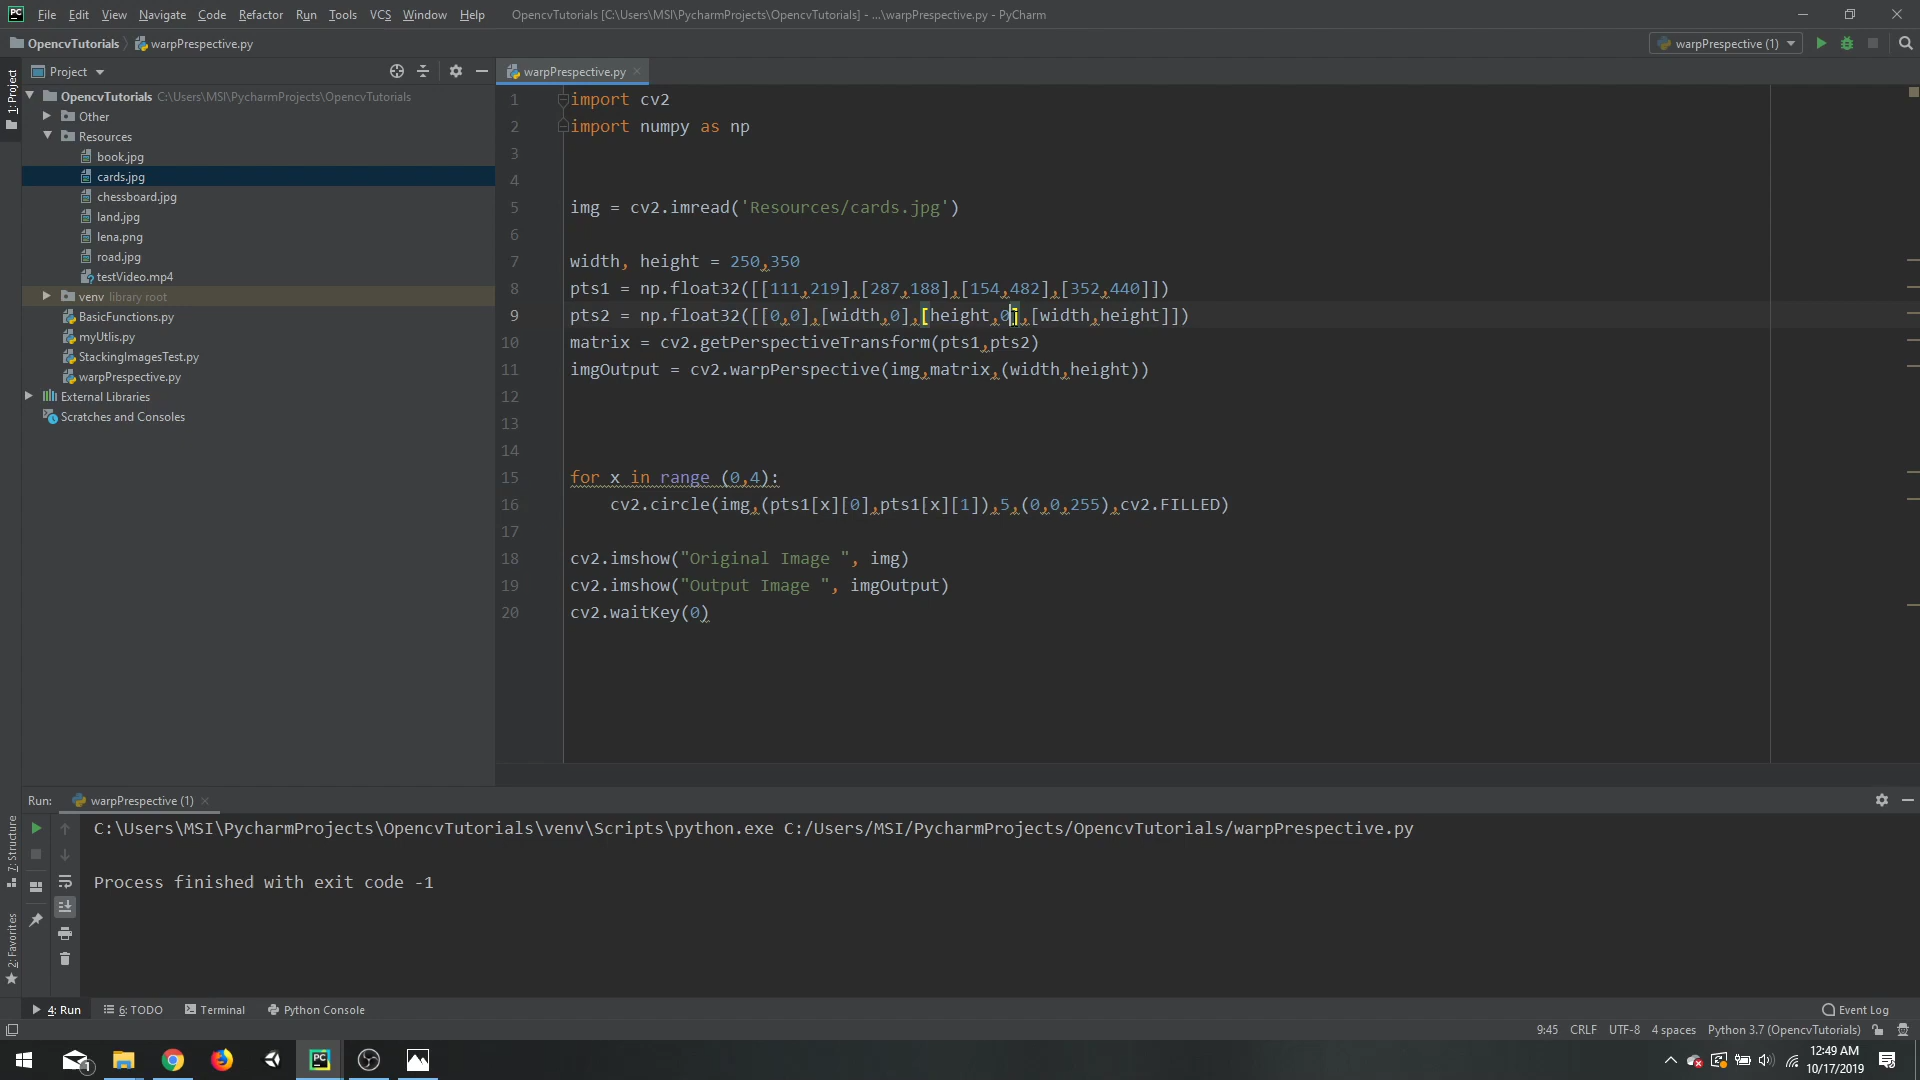 File Edit View Navigate Code Refactor Run Tools VCS Window Help OpencvTutorials [C:\Users\MSI\PycharmProjects\OpencvTutorials] - ...\warpPrespective.py - PyCharm
OpencvTutorials warpPrespective.py warpPrespective (1)
Project warpPrespective.py
1: Project
OpencvTutorials C:\Users\MSI\PycharmProjects\OpencvTutorials
Other
Resources
book.jpg
cards.jpg
chessboard.jpg
land.jpg
lena.png
road.jpg
testVideo.mp4
venv library root
BasicFunctions.py
myUtlis.py
StackingImagesTest.py
warpPrespective.py
External Libraries
Scratches and Consoles
1 import cv2
2 import numpy as np
3
4
5 img = cv2.imread('Resources/cards.jpg')
6
7 width, height = 250,350
8 pts1 = np.float32([[111,219],[287,188],[154,482],[352,440]])
9 pts2 = np.float32([[0,0],[width,0],[height,0],[width,height]])
10 matrix = cv2.getPerspectiveTransform(pts1,pts2)
11 imgOutput = cv2.warpPerspective(img,matrix,(width,height))
12
13
14
15 for x in range (0,4):
16 cv2.circle(img,(pts1[x][0],pts1[x][1]),5,(0,0,255),cv2.FILLED)
17
18 cv2.imshow("Original Image ", img)
19 cv2.imshow("Output Image ", imgOutput)
20 cv2.waitKey(0)
Run: warpPrespective (1)
C:\Users\MSI\PycharmProjects\OpencvTutorials\venv\Scripts\python.exe C:/Users/MSI/PycharmProjects/OpencvTutorials/warpPrespective.py
Process finished with exit code -1
7: Structure
2: Favorites
4: Run 6: TODO Terminal Python Console Event Log
9:45 CRLF UTF-8 4 spaces Python 3.7 (OpencvTutorials)
12:49 AM
10/17/2019